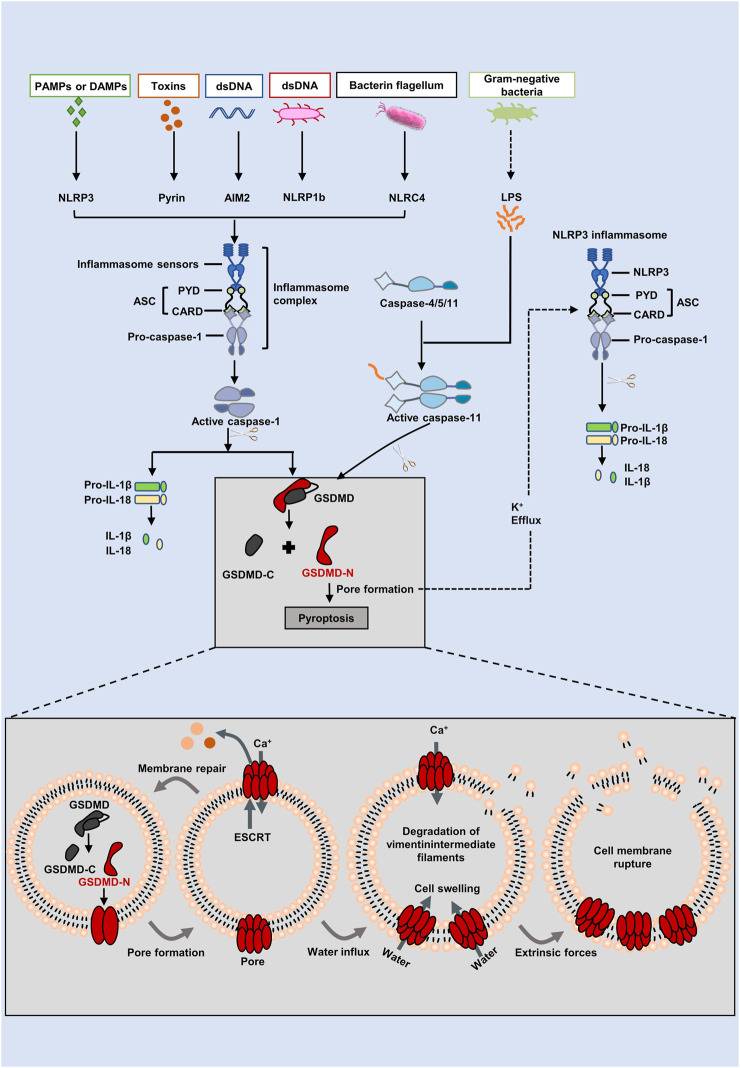 PAMPs or DAMPs
Toxins
dsDNA
dsDNA
Bacterin flagellum
Gram-negative
bacteria
NLRP3
Pyrin
AIM2
NLRP1b
NLRC4
LPS
Inflammasome sensors
PYD
ASC
CARD
Pro-caspase-1
Inflammasome
complex
Caspase-4/5/11
NLRP3 inflammasome
NLRP3
PYD
ASC
CARD
Pro-caspase-1
Active caspase-1
Active caspase-11
Pro-IL-1β
Pro-IL-18
IL-18
IL-1β
Pro-IL-1β
Pro-IL-18
IL-1β
IL-18
GSDMD
GSDMD-C
GSDMD-N
Pore formation
Pyroptosis
K⁺
Efflux
Membrane repair
Ca⁺
Ca⁺
GSDMD
GSDMD-C
GSDMD-N
ESCRT
Degradation of
vimentinintermediate
filaments
Cell swelling
Cell membrane
rupture
Pore formation
Pore
Water influx
Water
Water
Extrinsic forces